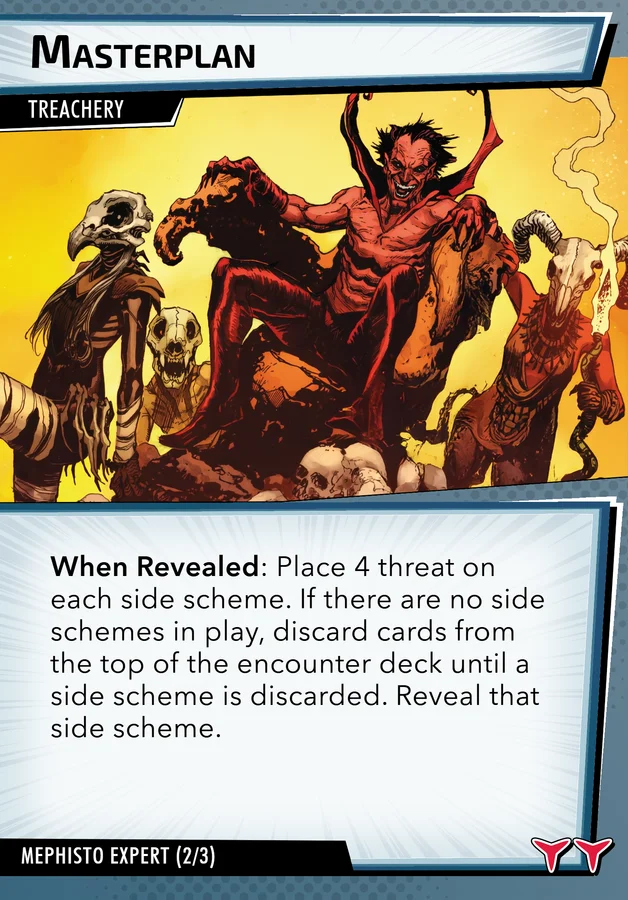 Masterplan
TREACHERY
When Revealed: Place 4 threat on
each side scheme. If there are no side
schemes in play, discard cards from
the top of the encounter deck until a
side scheme is discarded. Reveal that
side scheme.
MEPHISTO EXPERT (2/3)